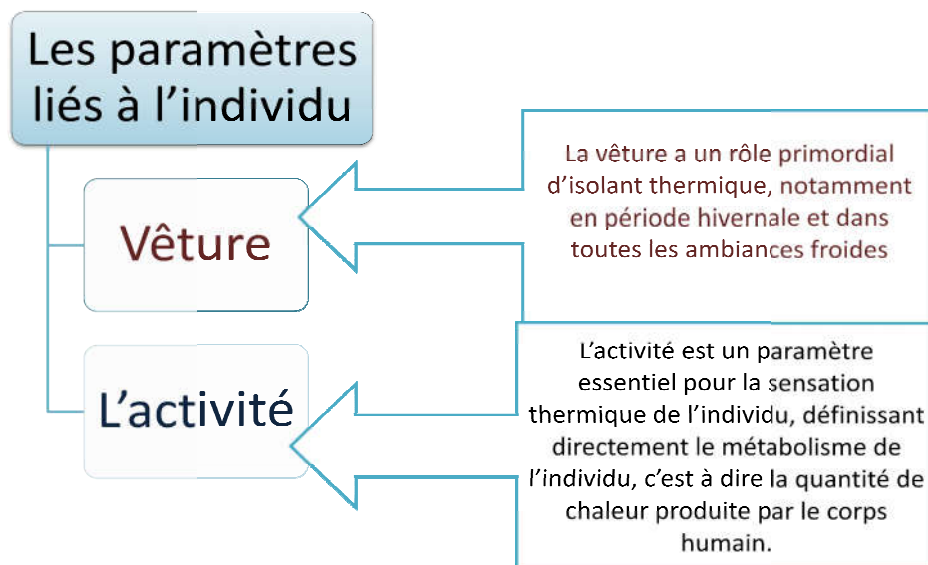 Les paramètres
liés à l’individu
Vêture
La vêture a un rôle primordial
d’isolant thermique, notamment
en période hivernale et dans
toutes les ambiances froides
L’activité
L’activité est un paramètre
essentiel pour la sensation
thermique de l’individu, définissant
directement le métabolisme de
l’individu, c’est à dire la quantité de
chaleur produite par le corps
humain.